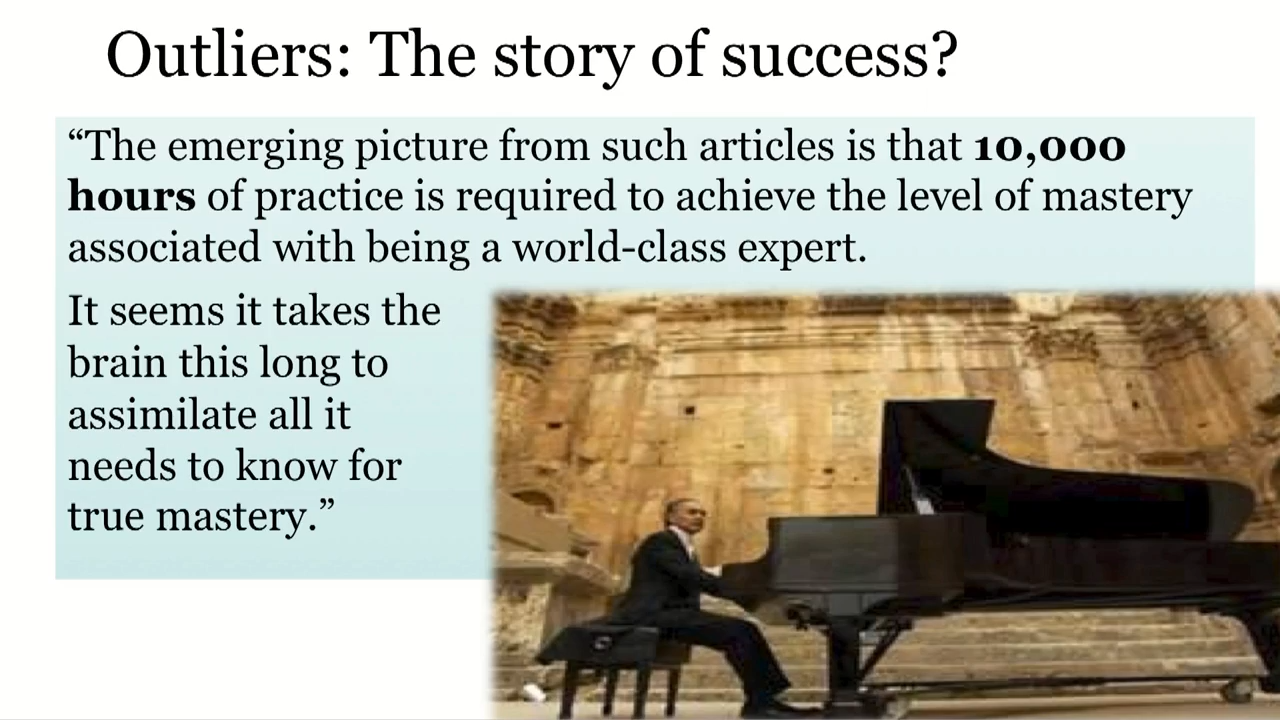 Outliers: The story of success?
“The emerging picture from such articles is that 10,000
hours of practice is required to achieve the level of mastery
associated with being a world-class expert.
It seems it takes the
brain this long to
assimilate all it
needs to know for
true mastery.”